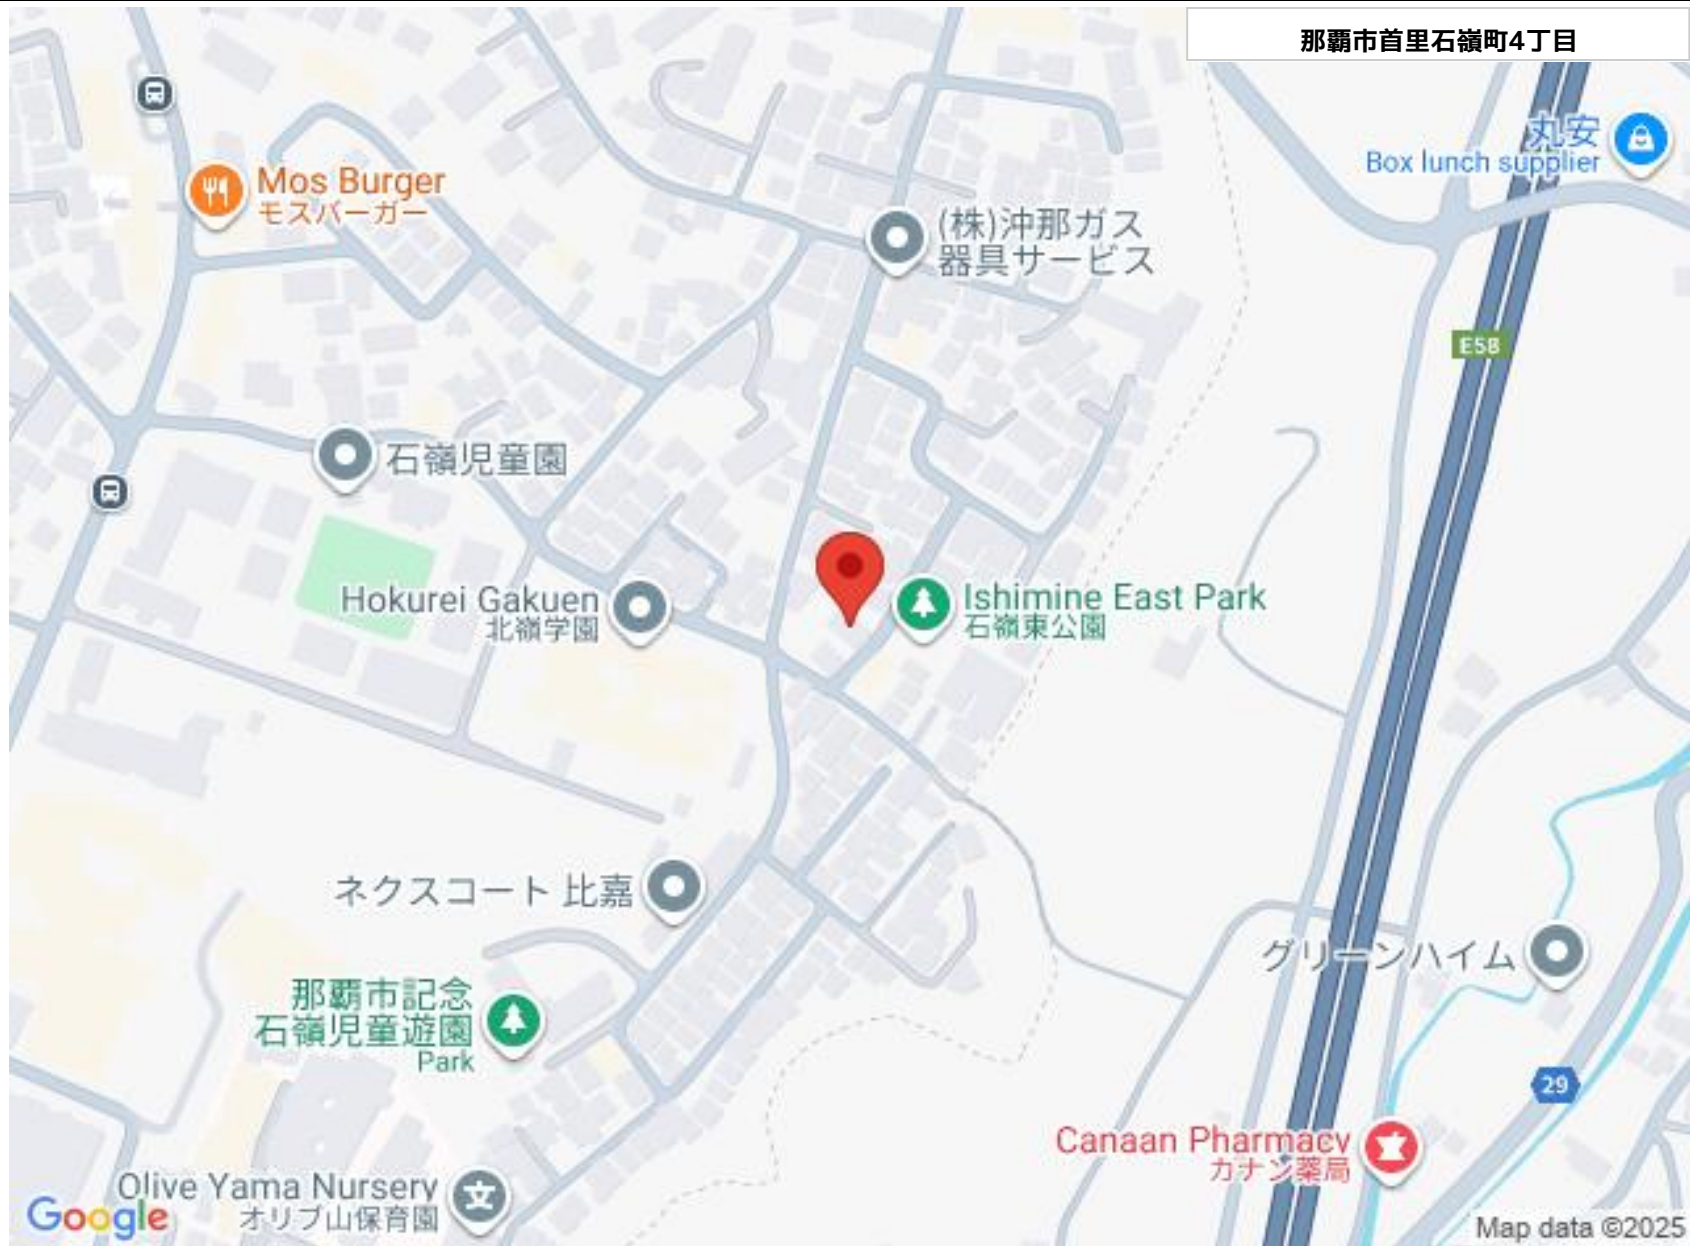 那覇市首里石嶺町4丁目
丸安
Box lunch supplier
Mos Burger
モスバーガー
(株)沖那ガス
器具サービス
E58
石嶺児童園
Hokurei Gakuen
北嶺学園
Ishimine East Park
石嶺東公園
ネクスコート 比嘉
グリーンハイム
那覇市記念
石嶺児童遊園
Park
29
Canaan Pharmacy
カナン薬局
Olive Yama Nursery
オリブ山保育園
Google
Map data ©2025